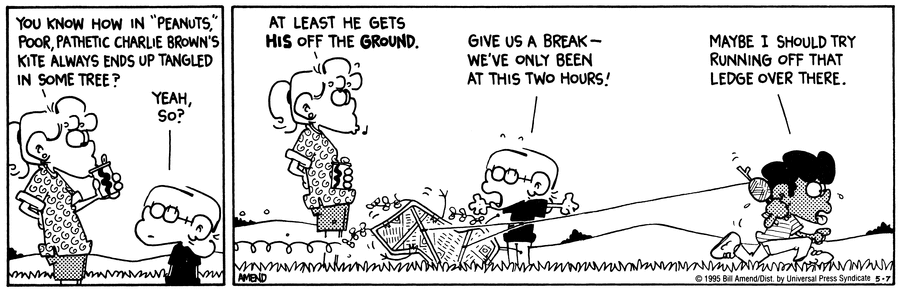 YOU KNOW HOW IN "PEANUTS,"
POOR, PATHETIC CHARLIE BROWN'S
KITE ALWAYS ENDS UP TANGLED
IN SOME TREE?
YEAH,
SO?
AT LEAST HE GETS
HIS OFF THE GROUND.
GIVE US A BREAK—
WE'VE ONLY BEEN
AT THIS TWO HOURS!
MAYBE I SHOULD TRY
RUNNING OFF THAT
LEDGE OVER THERE.
AMEND
© 1995 Bill Amend/Dist. by Universal Press Syndicate 5-7